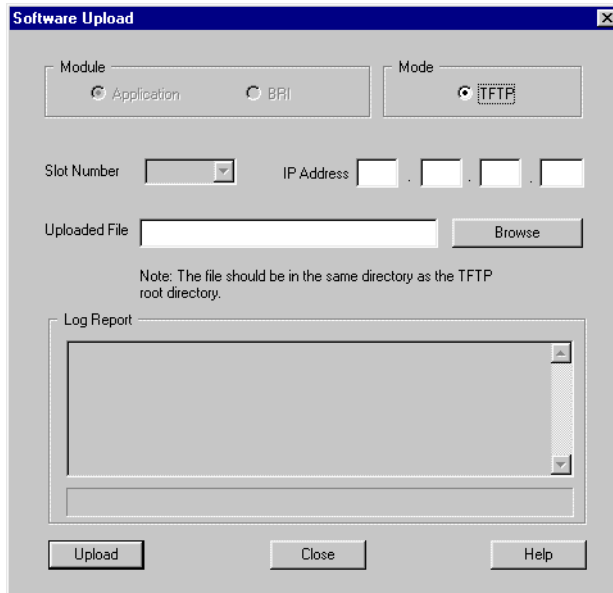 Software Upload
Module
Application
BRI
Mode
TFTP
Slot Number
IP Address . . .
Uploaded File
Browse
Note: The file should be in the same directory as the TFTP
root directory.
Log Report
Upload
Close
Help